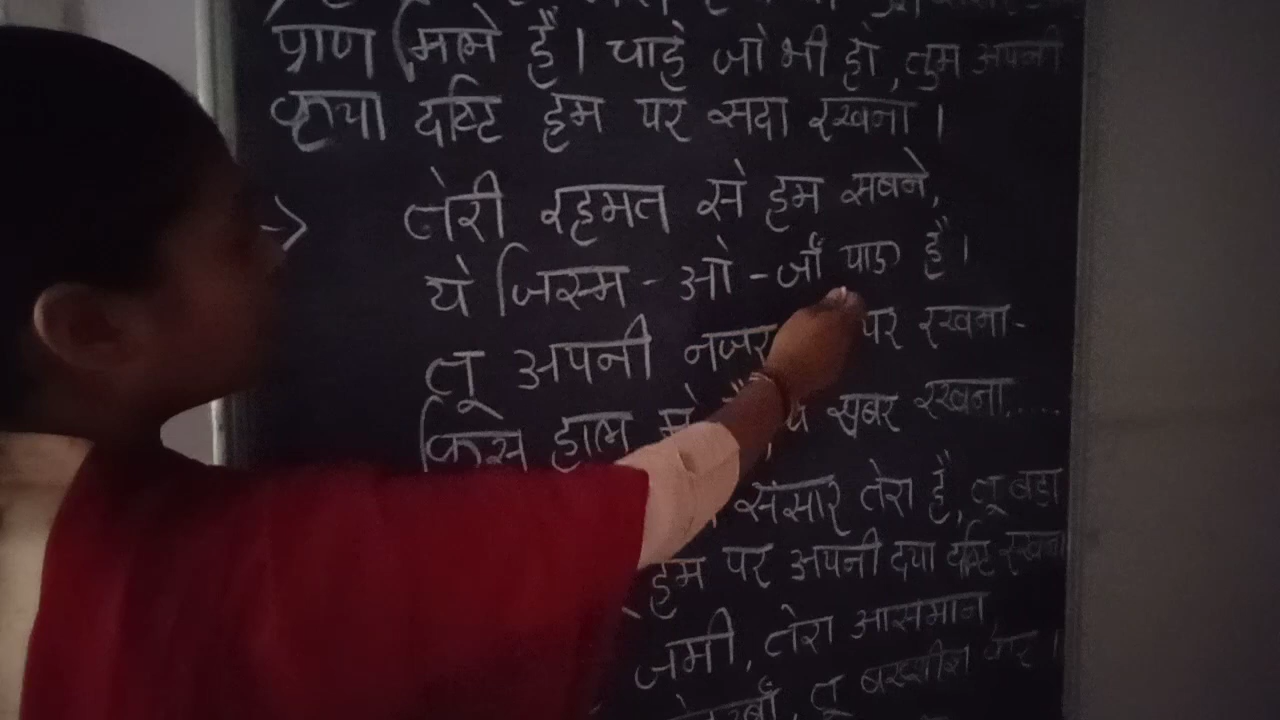 प्राण मिले हैं। चाहे जो भी हो, तुम अपनी
कृपा दृष्टि हम पर सदा रखना।
→ तेरी रहमत से हम सबने,
ये जिस्म - ओ - जाँ पाए है।
तू अपनी नजर पर रखना-
किस हाल में खबर रखना.....
संसार तेरा है, तू बड़ा
हम पर अपनी दया दृष्टि रखना
जमी, तेरा आसमान
तू बख्शीश कर।